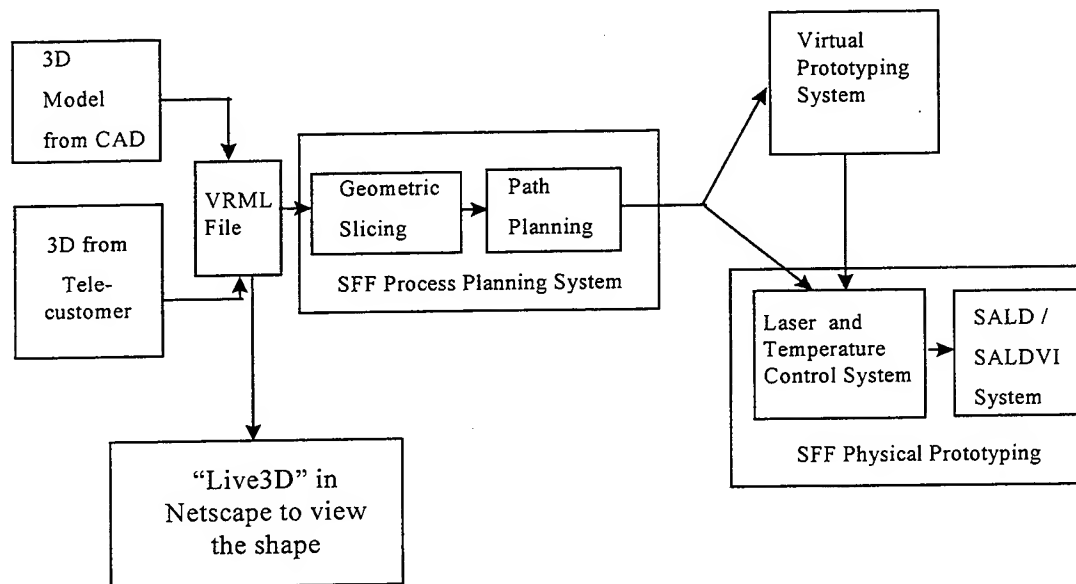 3D
Model
from CAD
3D from
Tele-
customer
VRML
File
Geometric
Slicing
Path
Planning
SFF Process Planning System
Virtual
Prototyping
System
Laser and
Temperature
Control System
SALD /
SALDVI
System
SFF Physical Prototyping
“Live3D” in
Netscape to view
the shape